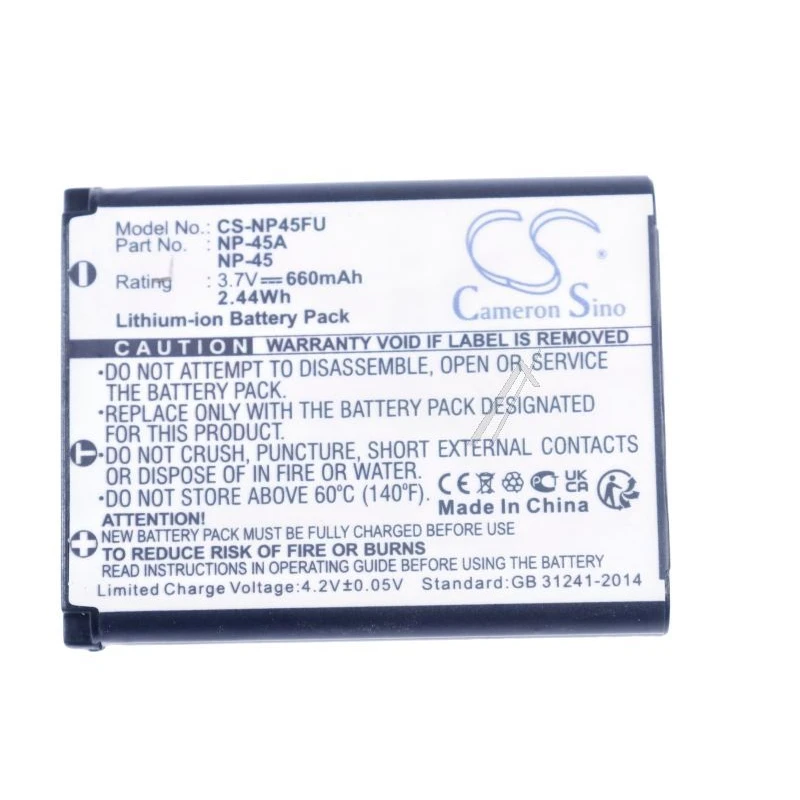 Model No.: CS-NP45FU
Part No. : NP-45A
NP-45
Rating : 3.7V 660mAh
2.44Wh
Lithium-ion Battery Pack
CS
Cameron Sino
CAUTION WARRANTY VOID IF LABEL IS REMOVED!
•DO NOT ATTEMPT TO DISASSEMBLE, OPEN OR SERVICE
THE BATTERY PACK.
•REPLACE ONLY WITH THE BATTERY PACK DESIGNATED
FOR THIS PRODUCT.
•DO NOT CRUSH, PUNCTURE, SHORT EXTERNAL CONTACTS
OR DISPOSE OF IN FIRE OR WATER.
•DO NOT STORE ABOVE 60°C (140°F).
CE UK CA
Made In China
ATTENTION!
NEW BATTERY PACK MUST BE FULLY CHARGED BEFORE USE
TO REDUCE RISK OF FIRE OR BURNS
READ INSTRUCTIONS IN OPERATING GUIDE BEFORE USE
Limited Charge Voltage:4.2V±0.05V Standard:GB 31241-2014